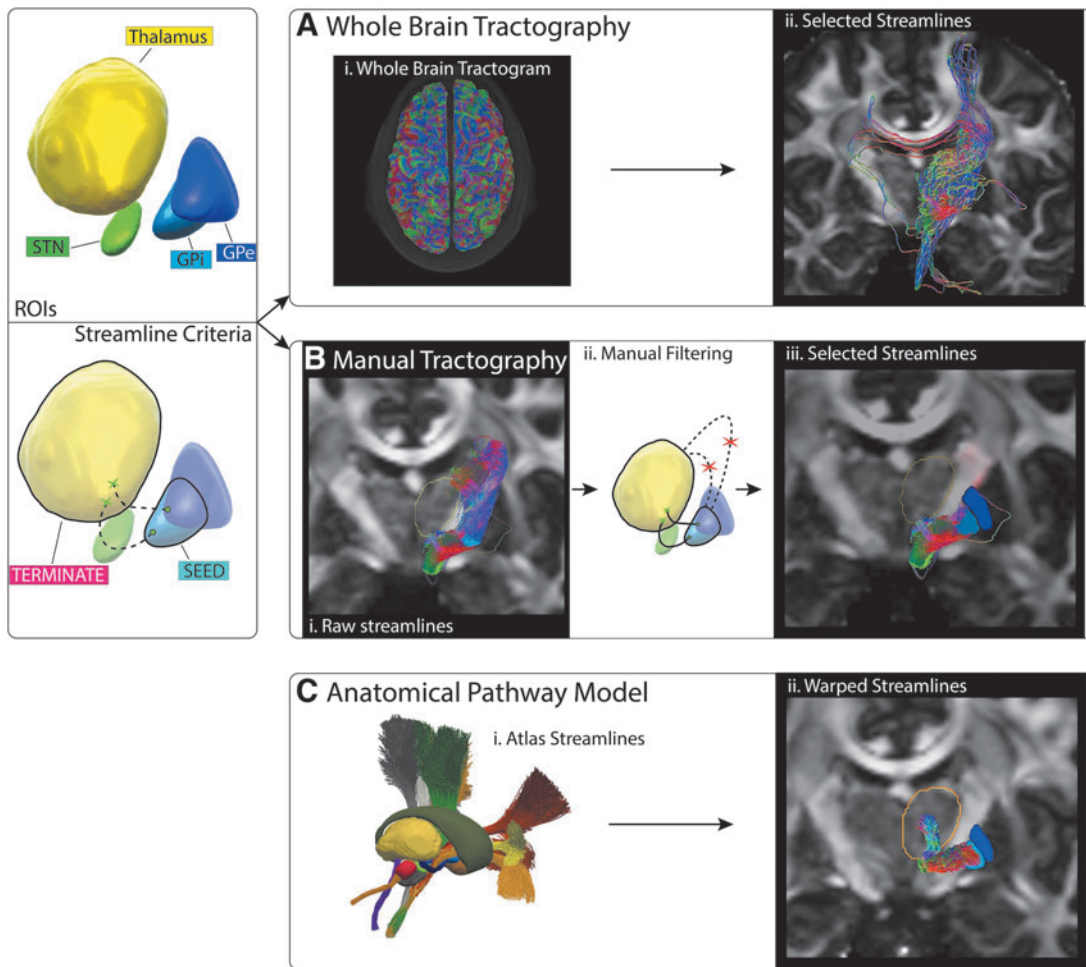 Thalamus
STN
GPi
GPe
ROIs
Streamline Criteria
TERMINATE
SEED
A Whole Brain Tractography
i. Whole Brain Tractogram
ii. Selected Streamlines
B Manual Tractography
i. Raw streamlines
ii. Manual Filtering
iii. Selected Streamlines
C Anatomical Pathway Model
i. Atlas Streamlines
ii. Warped Streamlines